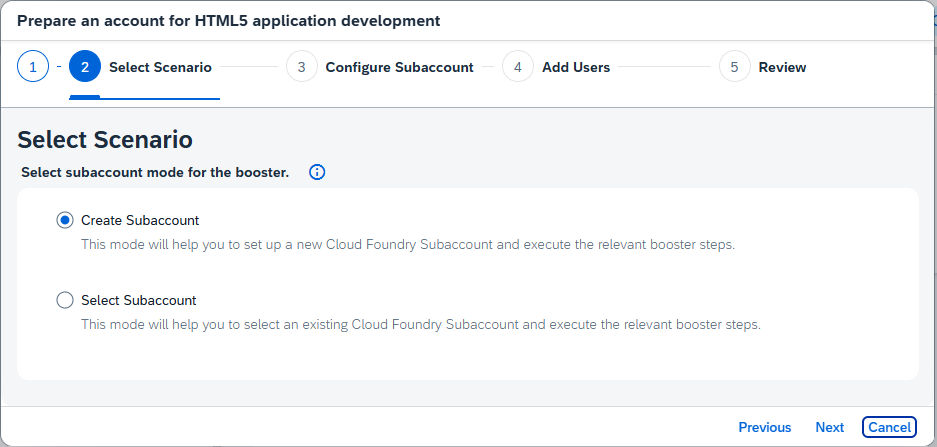 Prepare an account for HTML5 application development
1 - 2 Select Scenario 3 Configure Subaccount 4 Add Users 5 Review
Select Scenario
Select subaccount mode for the booster.
Create Subaccount
This mode will help you to set up a new Cloud Foundry Subaccount and execute the relevant booster steps.
Select Subaccount
This mode will help you to select an existing Cloud Foundry Subaccount and execute the relevant booster steps.
Previous Next Cancel